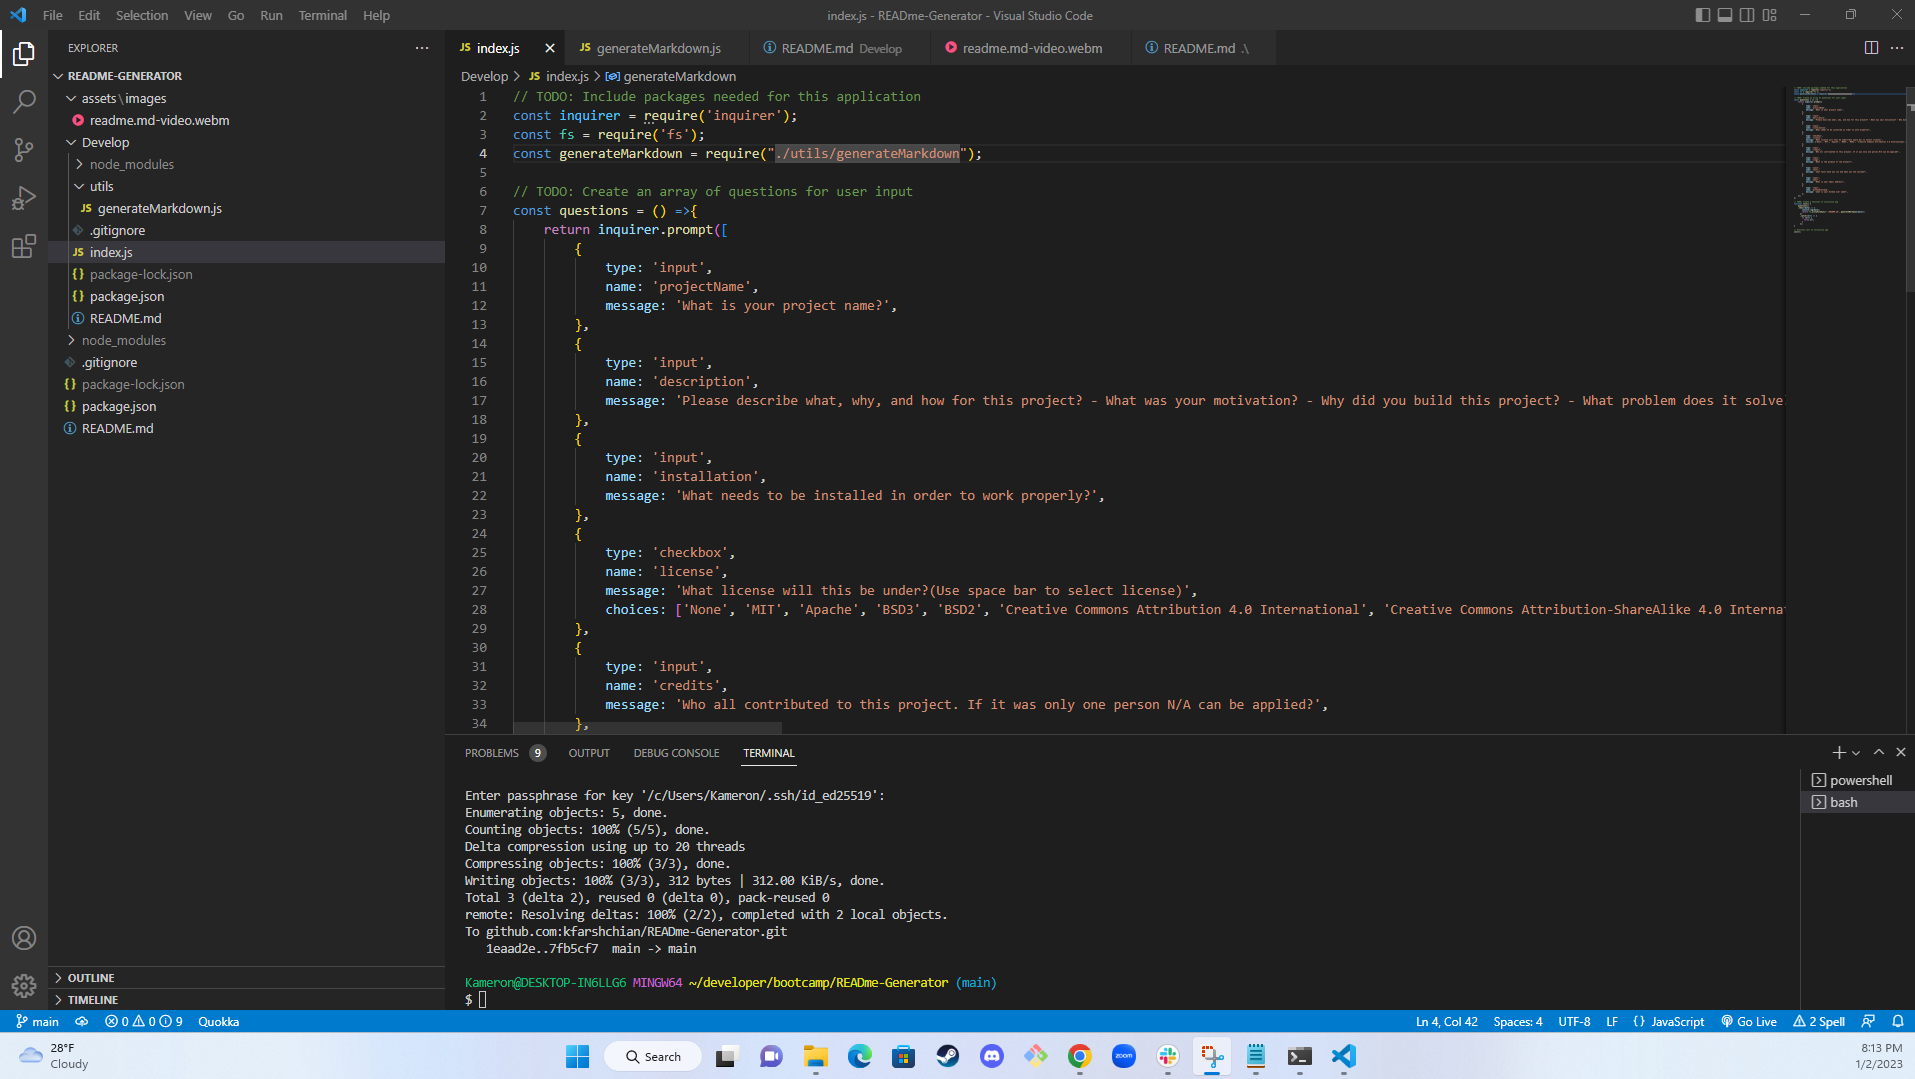 File Edit Selection View Go Run Terminal Help
index.js - READme-Generator - Visual Studio Code
EXPLORER
README-GENERATOR
assets\images
readme.md-video.webm
Develop
node_modules
utils
JS generateMarkdown.js
.gitignore
JS index.js
{} package-lock.json
{} package.json
README.md
node_modules
.gitignore
{} package-lock.json
{} package.json
README.md
OUTLINE
TIMELINE
JS index.js
JS generateMarkdown.js
README.md Develop
readme.md-video.webm
README.md .\
Develop > JS index.js > generateMarkdown
1 // TODO: Include packages needed for this application
2 const inquirer = require('inquirer');
3 const fs = require('fs');
4 const generateMarkdown = require("./utils/generateMarkdown");
5
6 // TODO: Create an array of questions for user input
7 const questions = () =>{
8 return inquirer.prompt([
9 {
10 type: 'input',
11 name: 'projectName',
12 message: 'What is your project name?',
13 },
14 {
15 type: 'input',
16 name: 'description',
17 message: 'Please describe what, why, and how for this project? - What was your motivation? - Why did you build this project? - What problem does it solve
18 },
19 {
20 type: 'input',
21 name: 'installation',
22 message: 'What needs to be installed in order to work properly?',
23 },
24 {
25 type: 'checkbox',
26 name: 'license',
27 message: 'What license will this be under?(Use space bar to select license)',
28 choices: ['None', 'MIT', 'Apache', 'BSD3', 'BSD2', 'Creative Commons Attribution 4.0 International', 'Creative Commons Attribution-ShareAlike 4.0 Interna
29 },
30 {
31 type: 'input',
32 name: 'credits',
33 message: 'Who all contributed to this project. If it was only one person N/A can be applied?',
34 },
PROBLEMS 9 OUTPUT DEBUG CONSOLE TERMINAL
powershell
bash
Enter passphrase for key '/c/Users/Kameron/.ssh/id_ed25519':
Enumerating objects: 5, done.
Counting objects: 100% (5/5), done.
Delta compression using up to 20 threads
Compressing objects: 100% (3/3), done.
Writing objects: 100% (3/3), 312 bytes | 312.00 KiB/s, done.
Total 3 (delta 2), reused 0 (delta 0), pack-reused 0
remote: Resolving deltas: 100% (2/2), completed with 2 local objects.
To github.com:kfarshchian/READme-Generator.git
1eaad2e..7fb5cf7 main -> main
Kameron@DESKTOP-IN6LLG6 MINGW64 ~/developer/bootcamp/READme-Generator (main)
$
main 0 0 9 Quokka
Ln 4, Col 42 Spaces: 4 UTF-8 LF {} JavaScript Go Live 2 Spell
28°F
Cloudy
Search
zoom
8:13 PM
1/2/2023